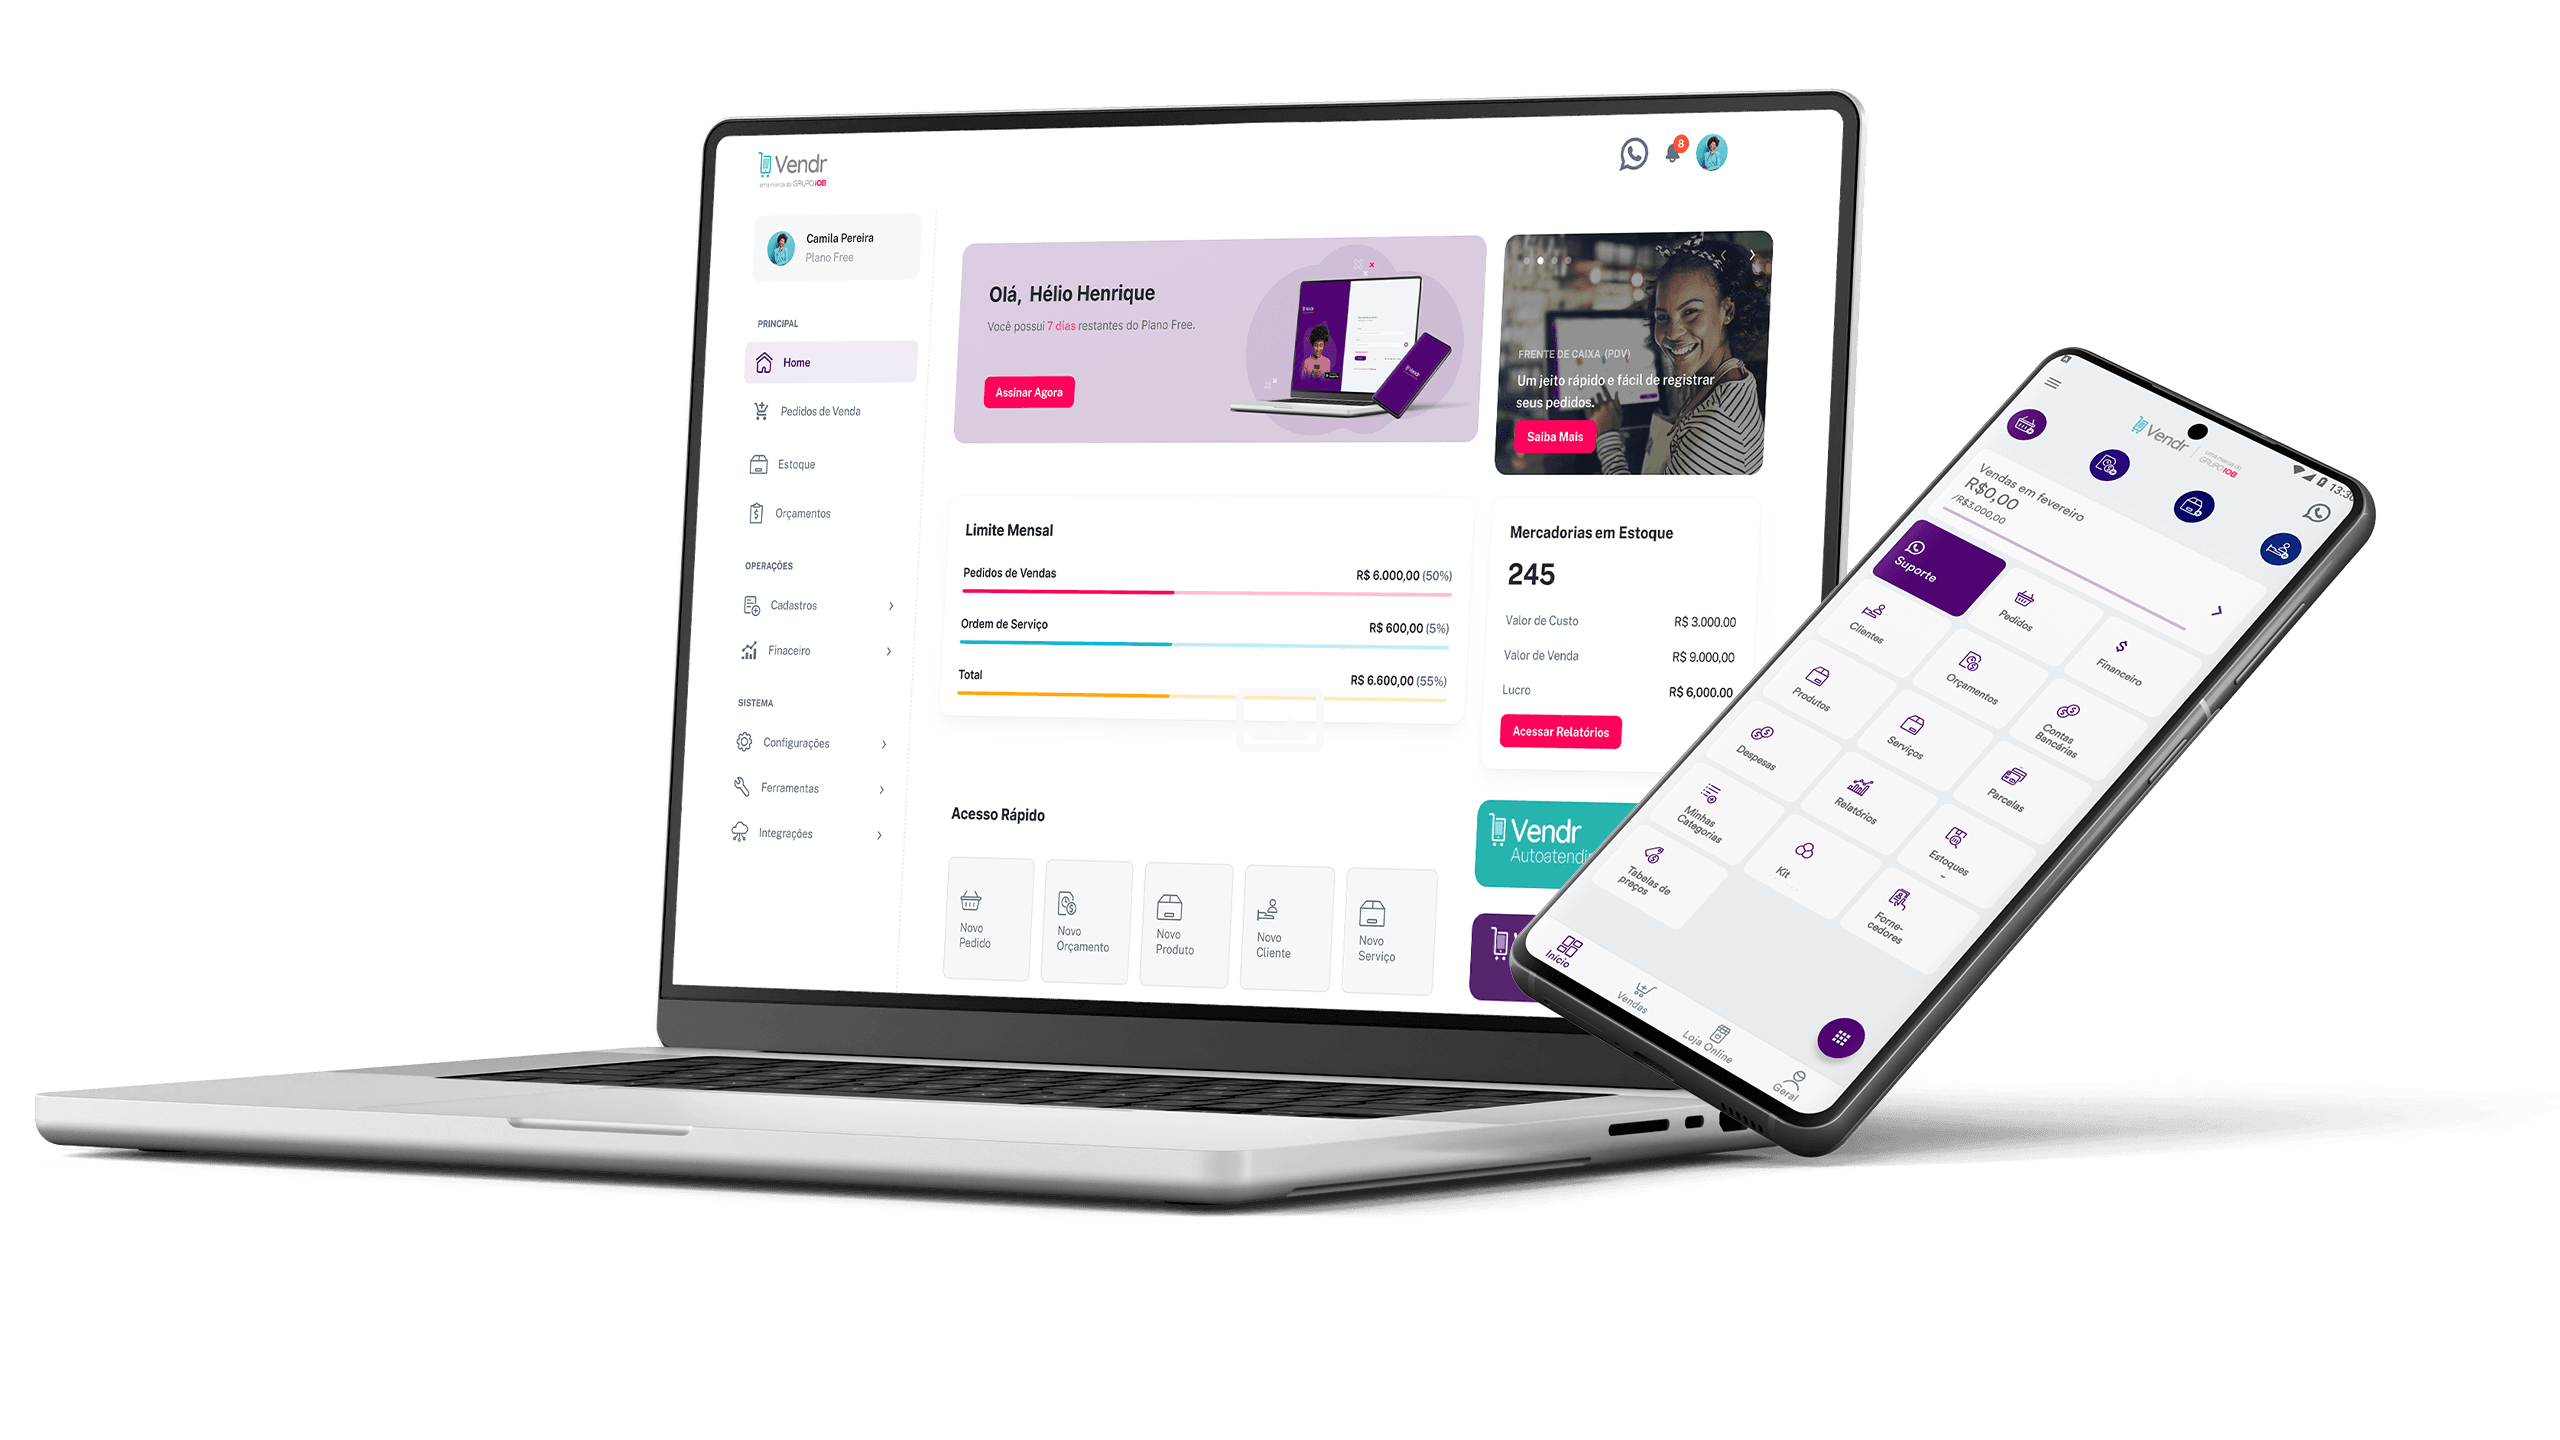 Vendr
uma marca do GRUPO IOB
8
Camila Pereira
Plano Free
PRINCIPAL
Home
Pedidos de Venda
Estoque
Orçamentos
OPERAÇÕES
Cadastros
Finaceiro
SISTEMA
Configurações
Ferramentas
Integrações
Olá, Hélio Henrique
Você possui 7 dias restantes do Plano Free.
Assinar Agora
FRENTE DE CAIXA (PDV)
Um jeito rápido e fácil de registrar
seus pedidos.
Saiba Mais
Limite Mensal
Pedidos de Vendas
R$ 6.000,00 (50%)
Ordem de Serviço
R$ 600,00 (5%)
Total
R$ 6.600,00 (55%)
Mercadorias em Estoque
245
Valor de Custo
R$ 3.000.00
Valor de Venda
R$ 9.000,00
Lucro
R$ 6,000.00
Acessar Relatórios
Acesso Rápido
Novo
Pedido
Novo
Orçamento
Novo
Produto
Novo
Cliente
Novo
Serviço
Vendr
Autoatendi
Vendr
uma marca do
GRUPO IOB
13:30
Vendas em fevereiro
R$0,00
/R$3.000,00
Suporte
Pedidos
Financeiro
Clientes
Orçamentos
Contas
Bancárias
Produtos
Serviços
Parcelas
Despesas
Relatórios
Estoques
Minhas
Categorias
Kit
Forne-
cedores
Tabelas de
preços
Início
Vendas
Loja Online
Geral